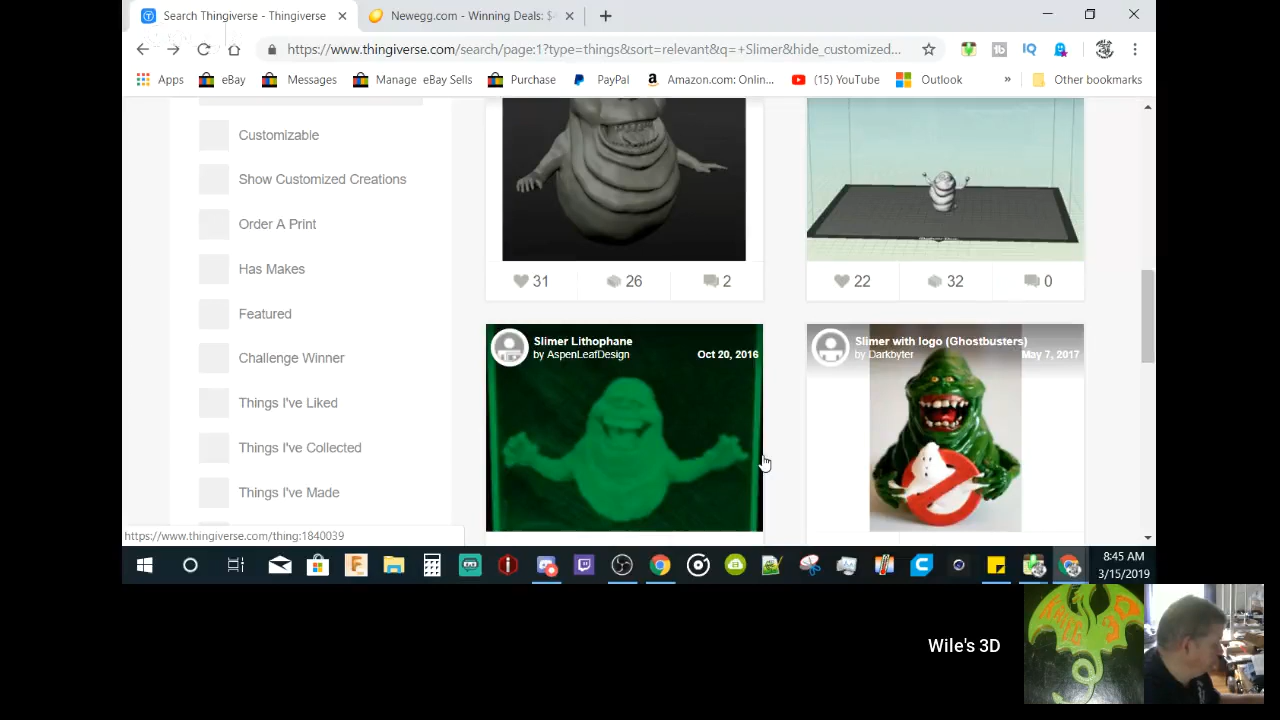 Search Thingiverse - Thingiverse
Newegg.com - Winning Deals: $
https://www.thingiverse.com/search/page:1?type=things&sort=relevant&q=+Slimer&hide_customized...
Apps
eBay
Messages
Manage eBay Sells
Purchase
PayPal
Amazon.com: Onlin...
(15) YouTube
Outlook
»
Other bookmarks
Customizable
Show Customized Creations
Order A Print
Has Makes
Featured
Challenge Winner
Things I've Liked
Things I've Collected
Things I've Made
31 26 2
22 32 0
Slimer Lithophane
by AspenLeafDesign Oct 20, 2016
Slimer with logo (Ghostbusters)
by Darkbyter May 7, 2017
https://www.thingiverse.com/thing:1840039
8:45 AM
3/15/2019
Wile's 3D